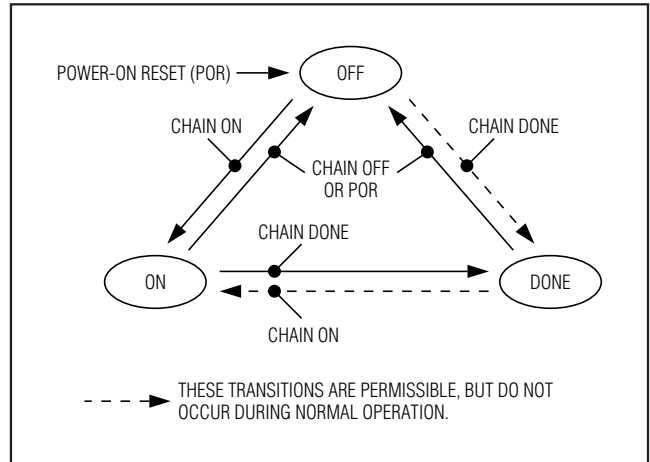 POWER-ON RESET (POR)
OFF
CHAIN ON
CHAIN DONE
CHAIN OFF
OR POR
CHAIN DONE
ON
DONE
CHAIN ON
THESE TRANSITIONS ARE PERMISSIBLE, BUT DO NOT
OCCUR DURING NORMAL OPERATION.